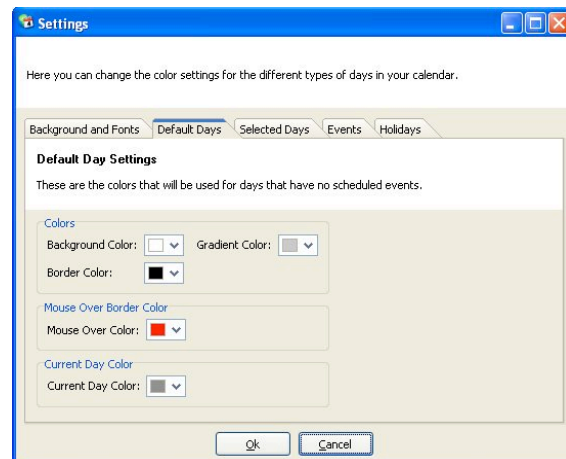 Settings
Here you can change the color settings for the different types of days in your calendar.
Background and Fonts Default Days Selected Days Events Holidays
Default Day Settings
These are the colors that will be used for days that have no scheduled events.
Colors
Background Color: Gradient Color:
Border Color:
Mouse Over Border Color
Mouse Over Color:
Current Day Color
Current Day Color:
Ok Cancel